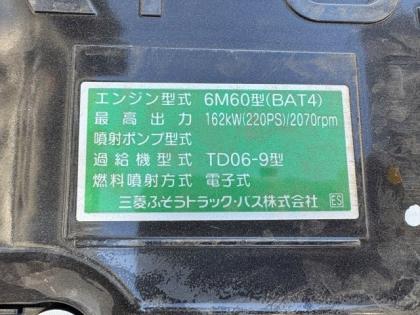 エンジン型式 6M60型(BAT4)
最高出力 162kW(220PS)/2070rpm
噴射ポンプ型式
過給機型式 TD06-9型
燃料噴射方式 電子式
三菱ふそうトラック・バス株式会社 ES